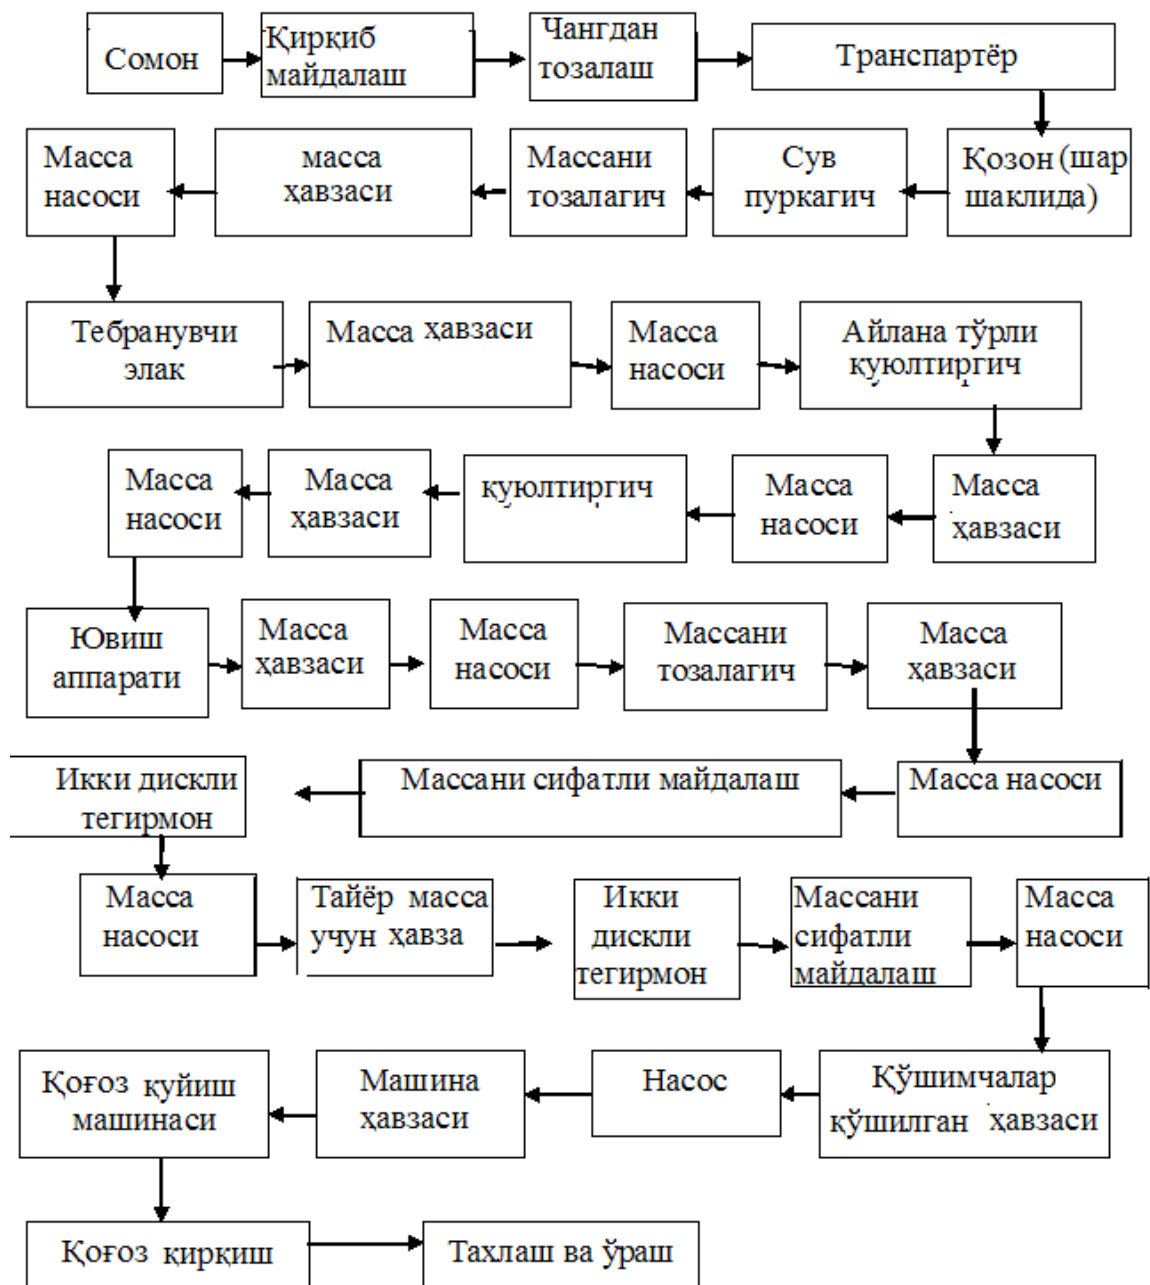 Сомон
Қирқиб
майдалаш
Чангдан
тозалаш
Транспартёр
Масса
насоси
масса
ҳавзаси
Массани
тозалагич
Сув
пуркагич
Қозон (шар
шаклида)
Тебранувчи
элак
Масса ҳавзаси
Масса
насоси
Айлана тўрли
қуюлтиргич
Масса
насоси
Масса
ҳавзаси
қуюлтиргич
Масса
насоси
Масса
ҳавзаси
Ювиш
аппарати
Масса
ҳавзаси
Масса
насоси
Массани
тозалагич
Масса
ҳавзаси
Икки дискли
тегирмон
Массани сифатли майдалаш
Масса насоси
Масса
насоси
Тайёр масса
учун ҳавза
Икки
дискли
тегирмон
Массани
сифатли
майдалаш
Масса
насоси
Қоғоз қуйиш
машинаси
Машина
ҳавзаси
Насос
Қўшимчалар
қўшилган ҳавзаси
Қоғоз қирқиш
Тахлаш ва ўраш